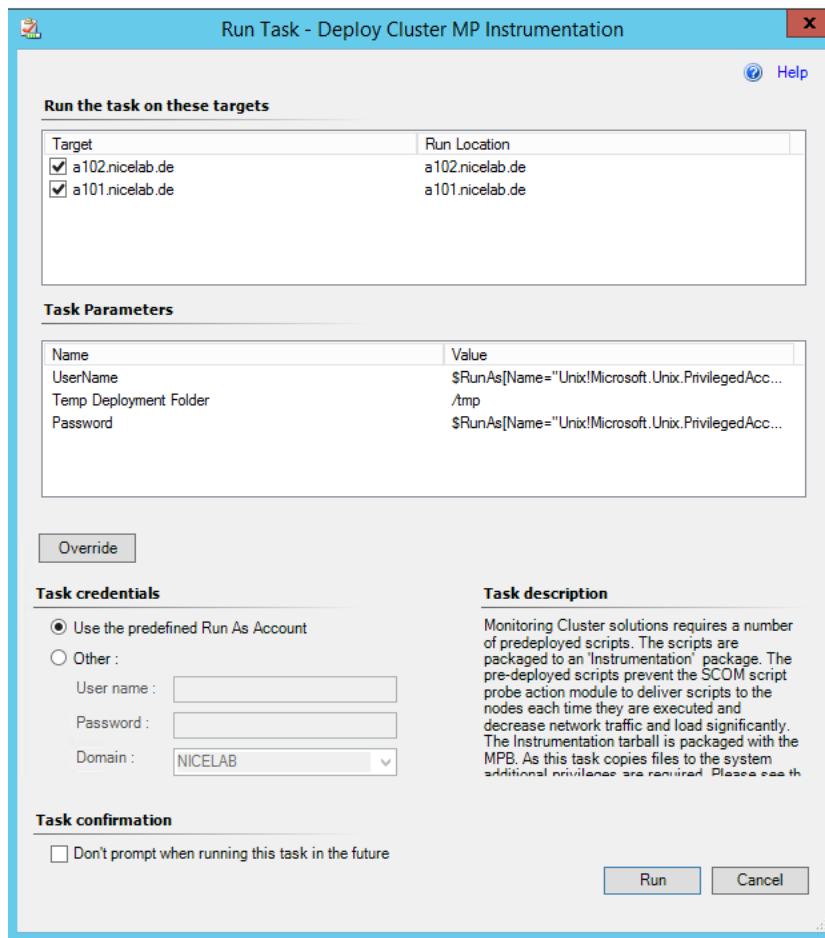 Run Task - Deploy Cluster MP Instrumentation
x
Help
Run the task on these targets
Target Run Location
a102.nicelab.de a102.nicelab.de
a101.nicelab.de a101.nicelab.de
Task Parameters
Name Value
UserName $RunAs[Name="Unix!Microsoft.Unix.PrivilegedAcc...
Temp Deployment Folder /tmp
Password $RunAs[Name="Unix!Microsoft.Unix.PrivilegedAcc...
Override
Task credentials
Use the predefined Run As Account
Other :
User name :
Password :
Domain : NICELAB
Task description
Monitoring Cluster solutions requires a number
of predeployed scripts. The scripts are
packaged to an 'Instrumentation' package. The
pre-deployed scripts prevent the SCOM script
probe action module to deliver scripts to the
nodes each time they are executed and
decrease network traffic and load significantly.
The Instrumentation tarball is packaged with the
MPB. As this task copies files to the system
additional privileges are required. Please see th
Task confirmation
Don't prompt when running this task in the future
Run Cancel